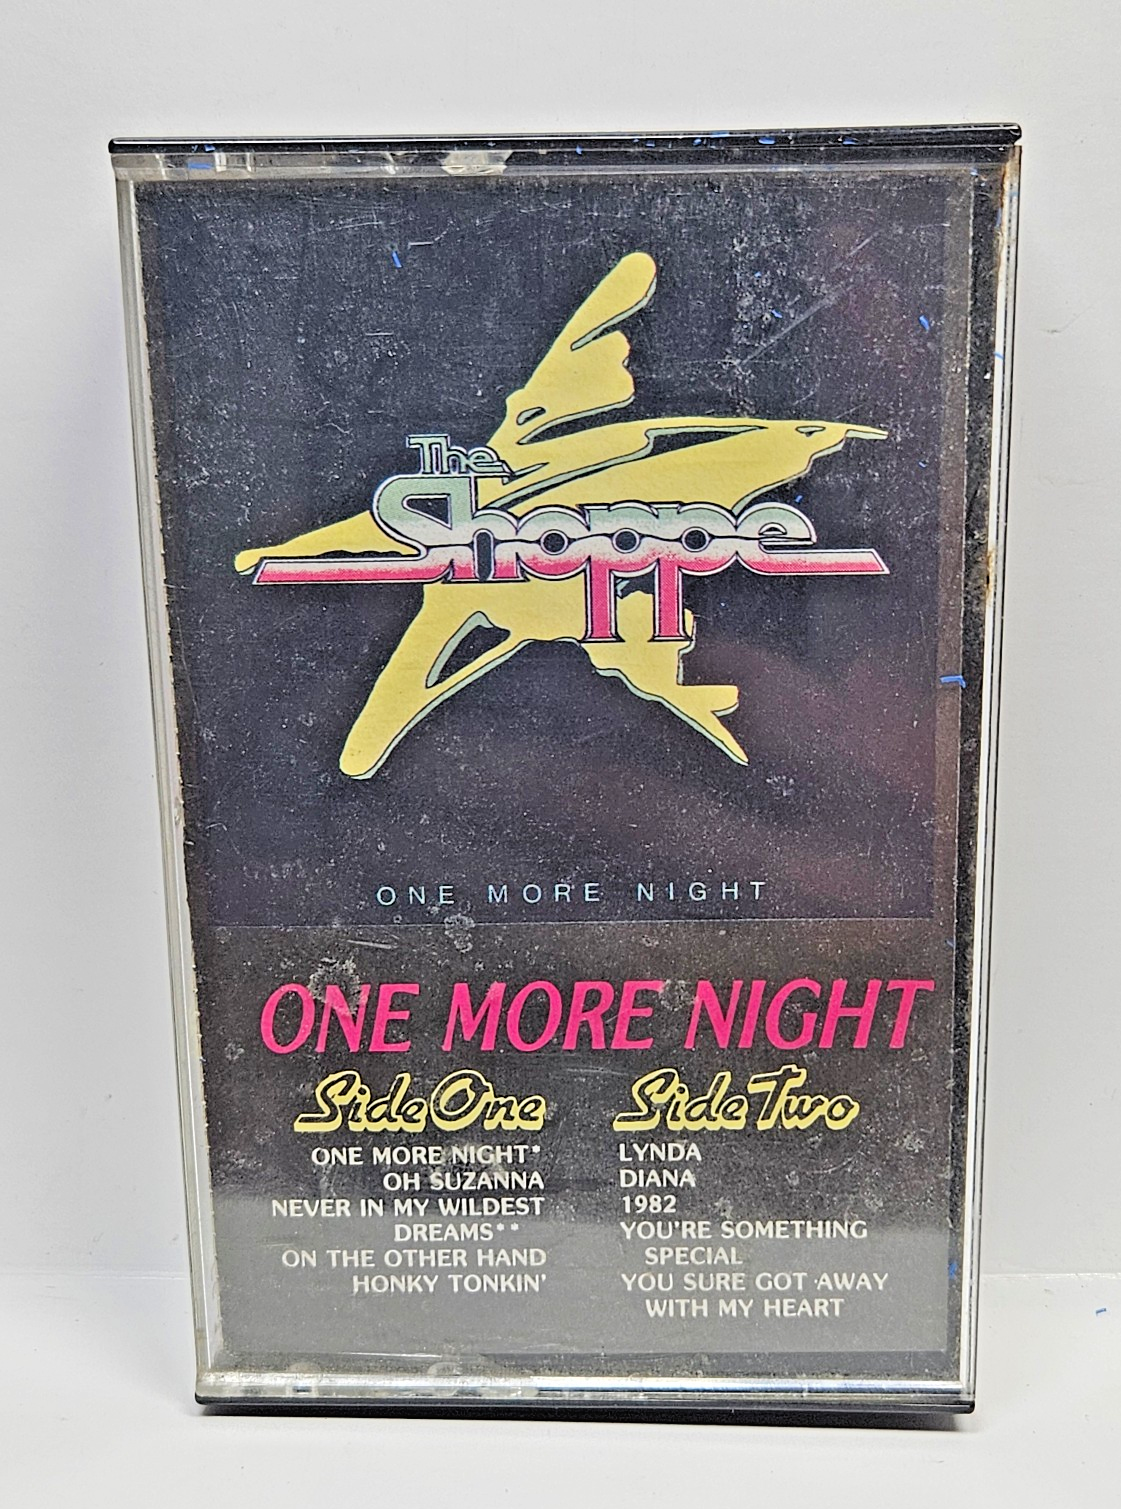 The
Shoppe
ONE MORE NIGHT
ONE MORE NIGHT
Side One
ONE MORE NIGHT*
OH SUZANNA
NEVER IN MY WILDEST
DREAMS**
ON THE OTHER HAND
HONKY TONKIN'
Side Two
LYNDA
DIANA
1982
YOU'RE SOMETHING
SPECIAL
YOU SURE GOT AWAY
WITH MY HEART